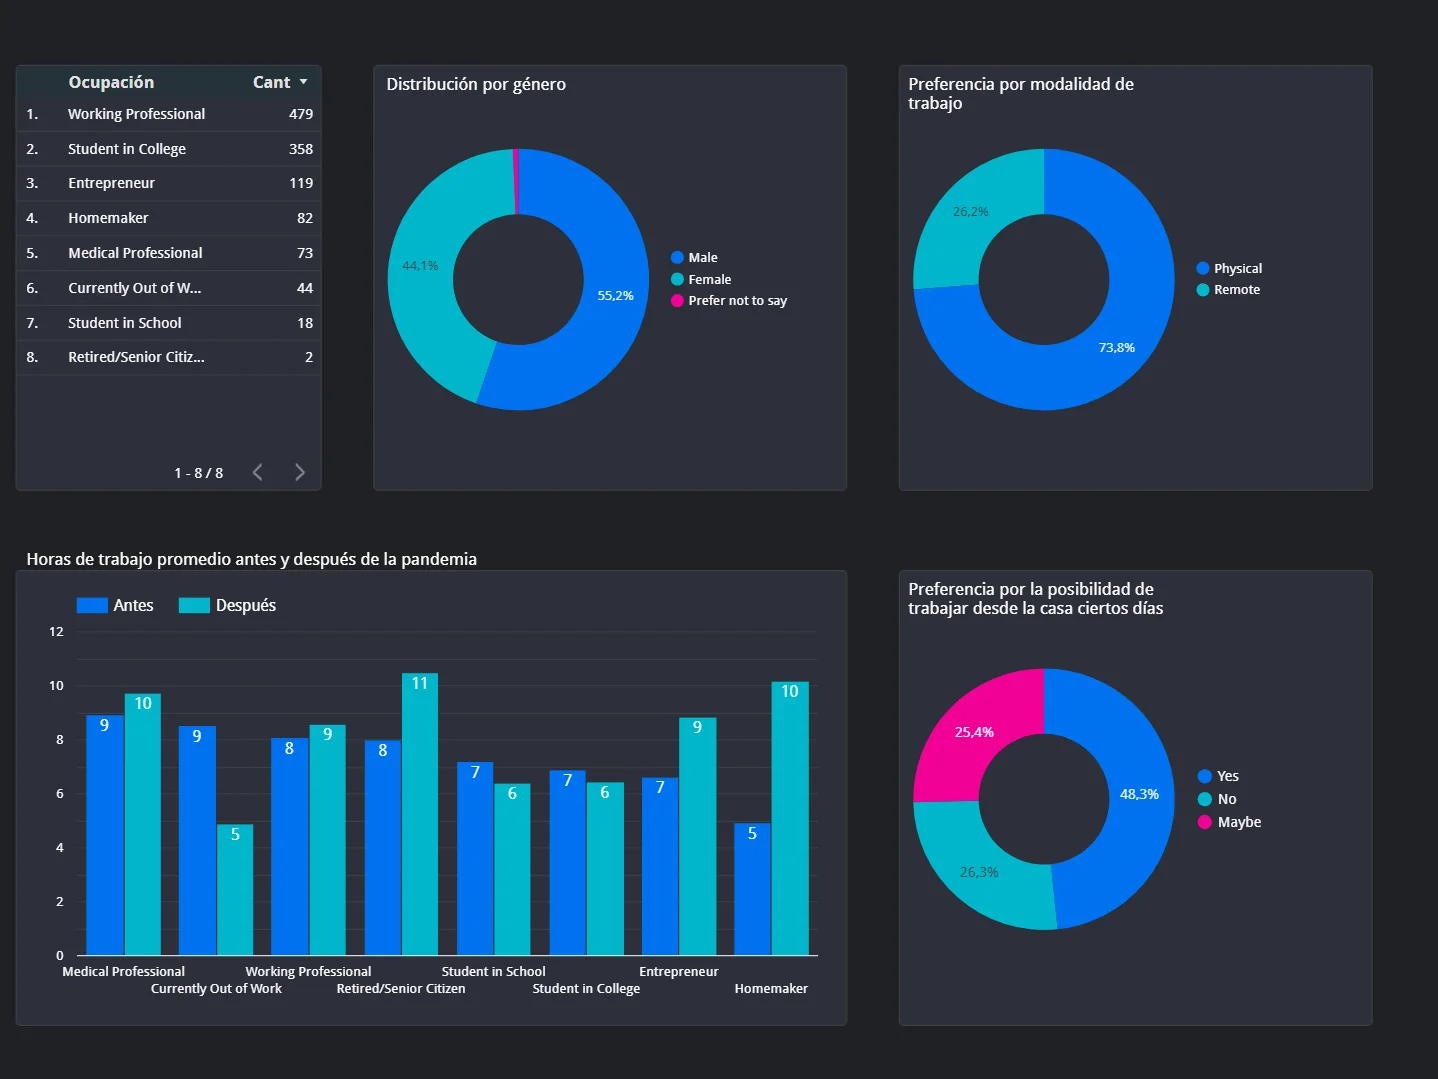 Ocupación Cant
1. Working Professional 479
2. Student in College 358
3. Entrepreneur 119
4. Homemaker 82
5. Medical Professional 73
6. Currently Out of W... 44
7. Student in School 18
8. Retired/Senior Citiz... 2
1 - 8 / 8
Distribución por género
44,1%
55,2%
Male
Female
Prefer not to say
Preferencia por modalidad de
trabajo
26,2%
73,8%
Physical
Remote
Horas de trabajo promedio antes y después de la pandemia
Antes Después
12
10
8
6
4
2
0
9 10
9 5
8 9
8 11
7 6
7 6
7 9
5 10
Medical Professional
Currently Out of Work
Working Professional
Retired/Senior Citizen
Student in School
Student in College
Entrepreneur
Homemaker
Preferencia por la posibilidad de
trabajar desde la casa ciertos días
25,4%
48,3%
26,3%
Yes
No
Maybe